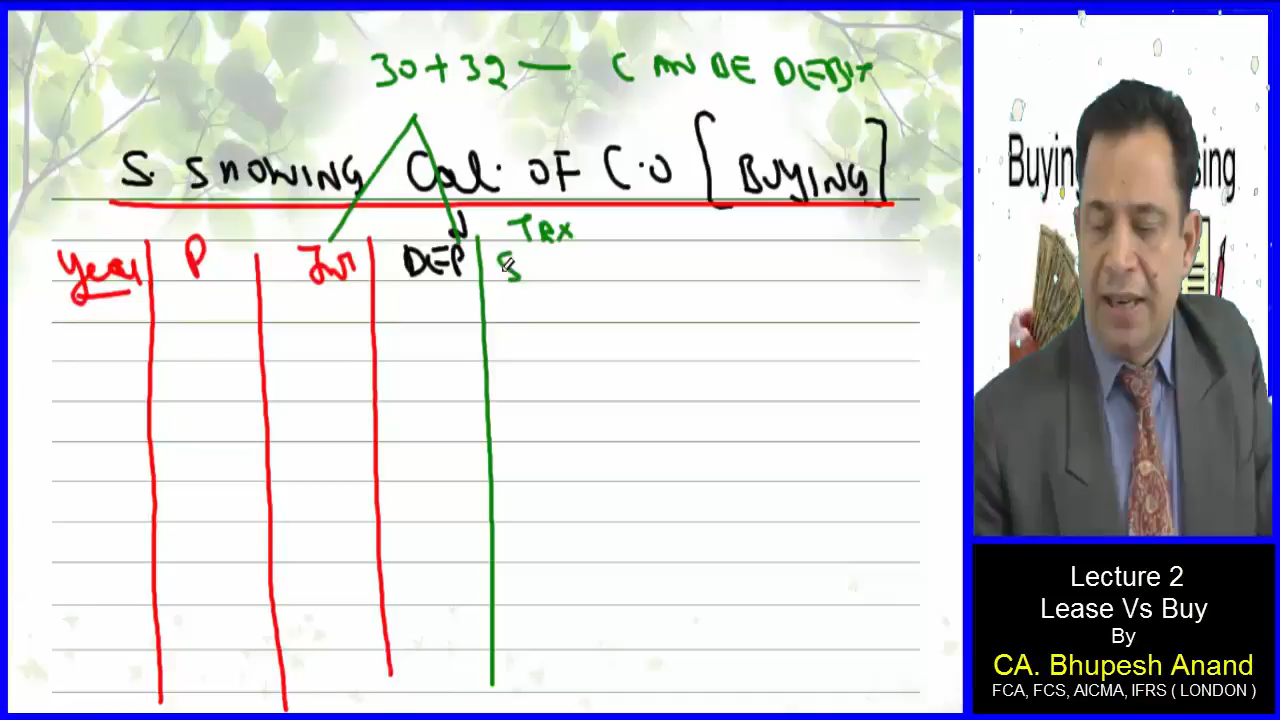 30 + 32 — CAN BE DEBIT
S. SHOWING Cal. OF C.O [BUYING]
Year P Int DEP TAX
S
Buying
sing
Lecture 2
Lease Vs Buy
By
CA. Bhupesh Anand
FCA, FCS, AICMA, IFRS ( LONDON )